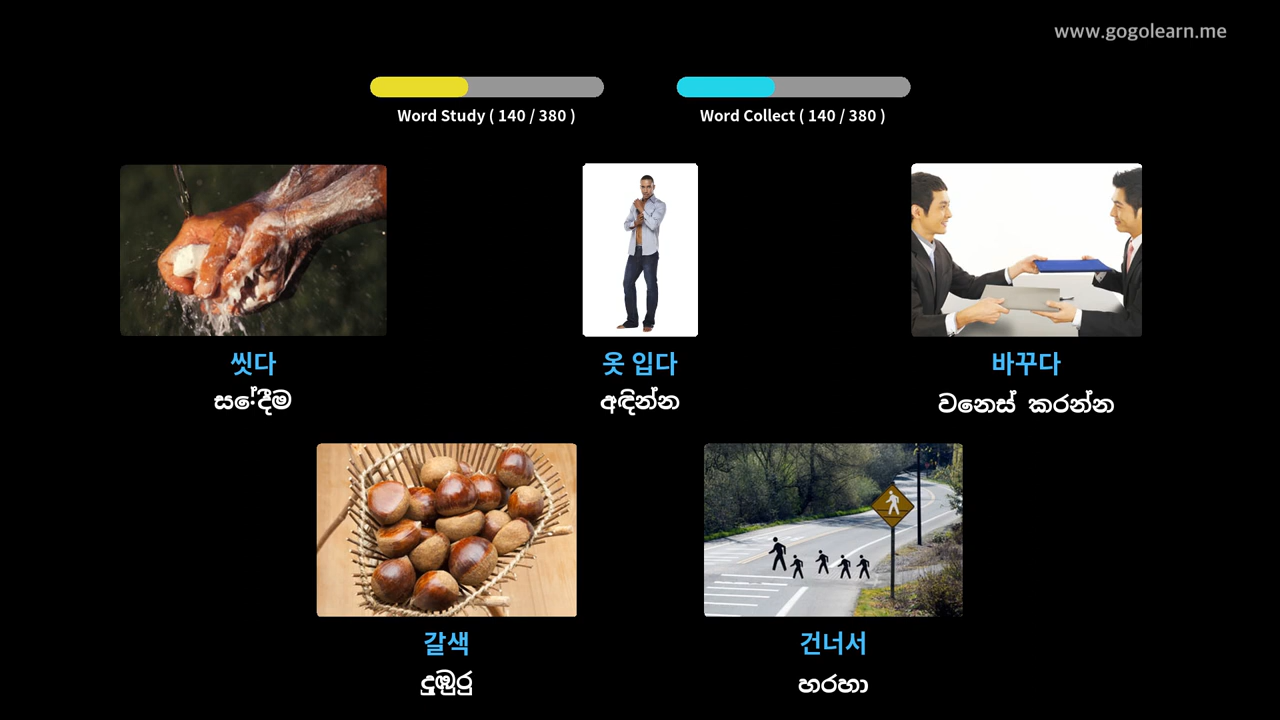 www.gogolearn.me
Word Study ( 140 / 380 )
Word Collect ( 140 / 380 )
씻다
옷 입다
바꾸다
අඳින්න
වනෙස් කරන්න
갈색
건너서
දුඹුරු
හරහා